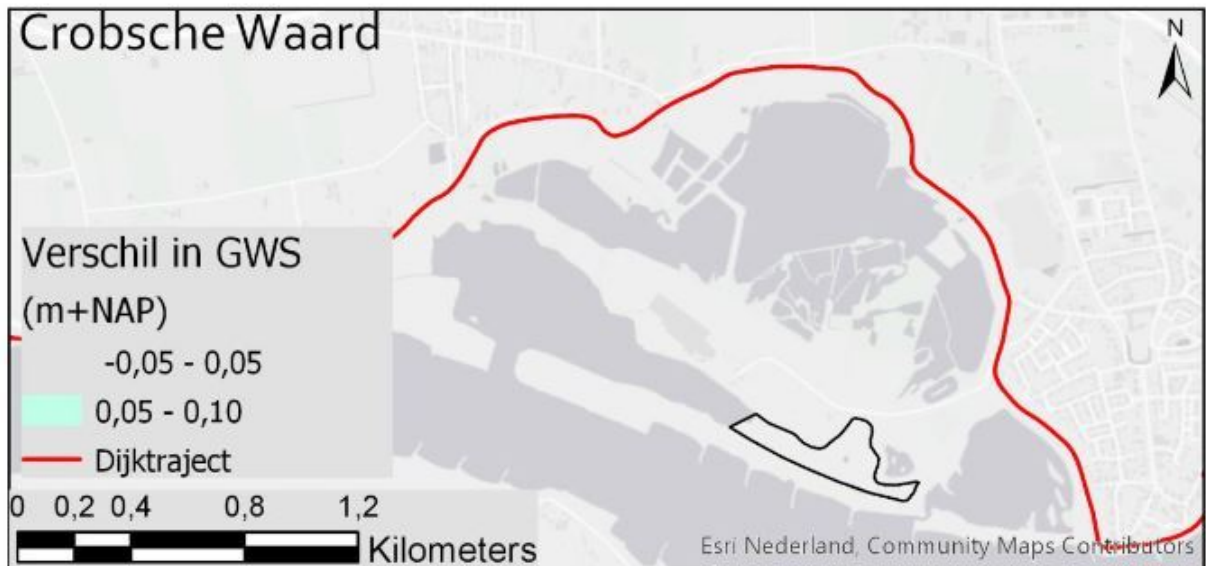 Crobsche Waard
N
Verschil in GWS
(m+NAP)
-0,05 - 0,05
0,05 - 0,10
Dijktraject
0 0,2 0,4 0,8 1,2
Kilometers
Esri Nederland, Community Maps Contributors